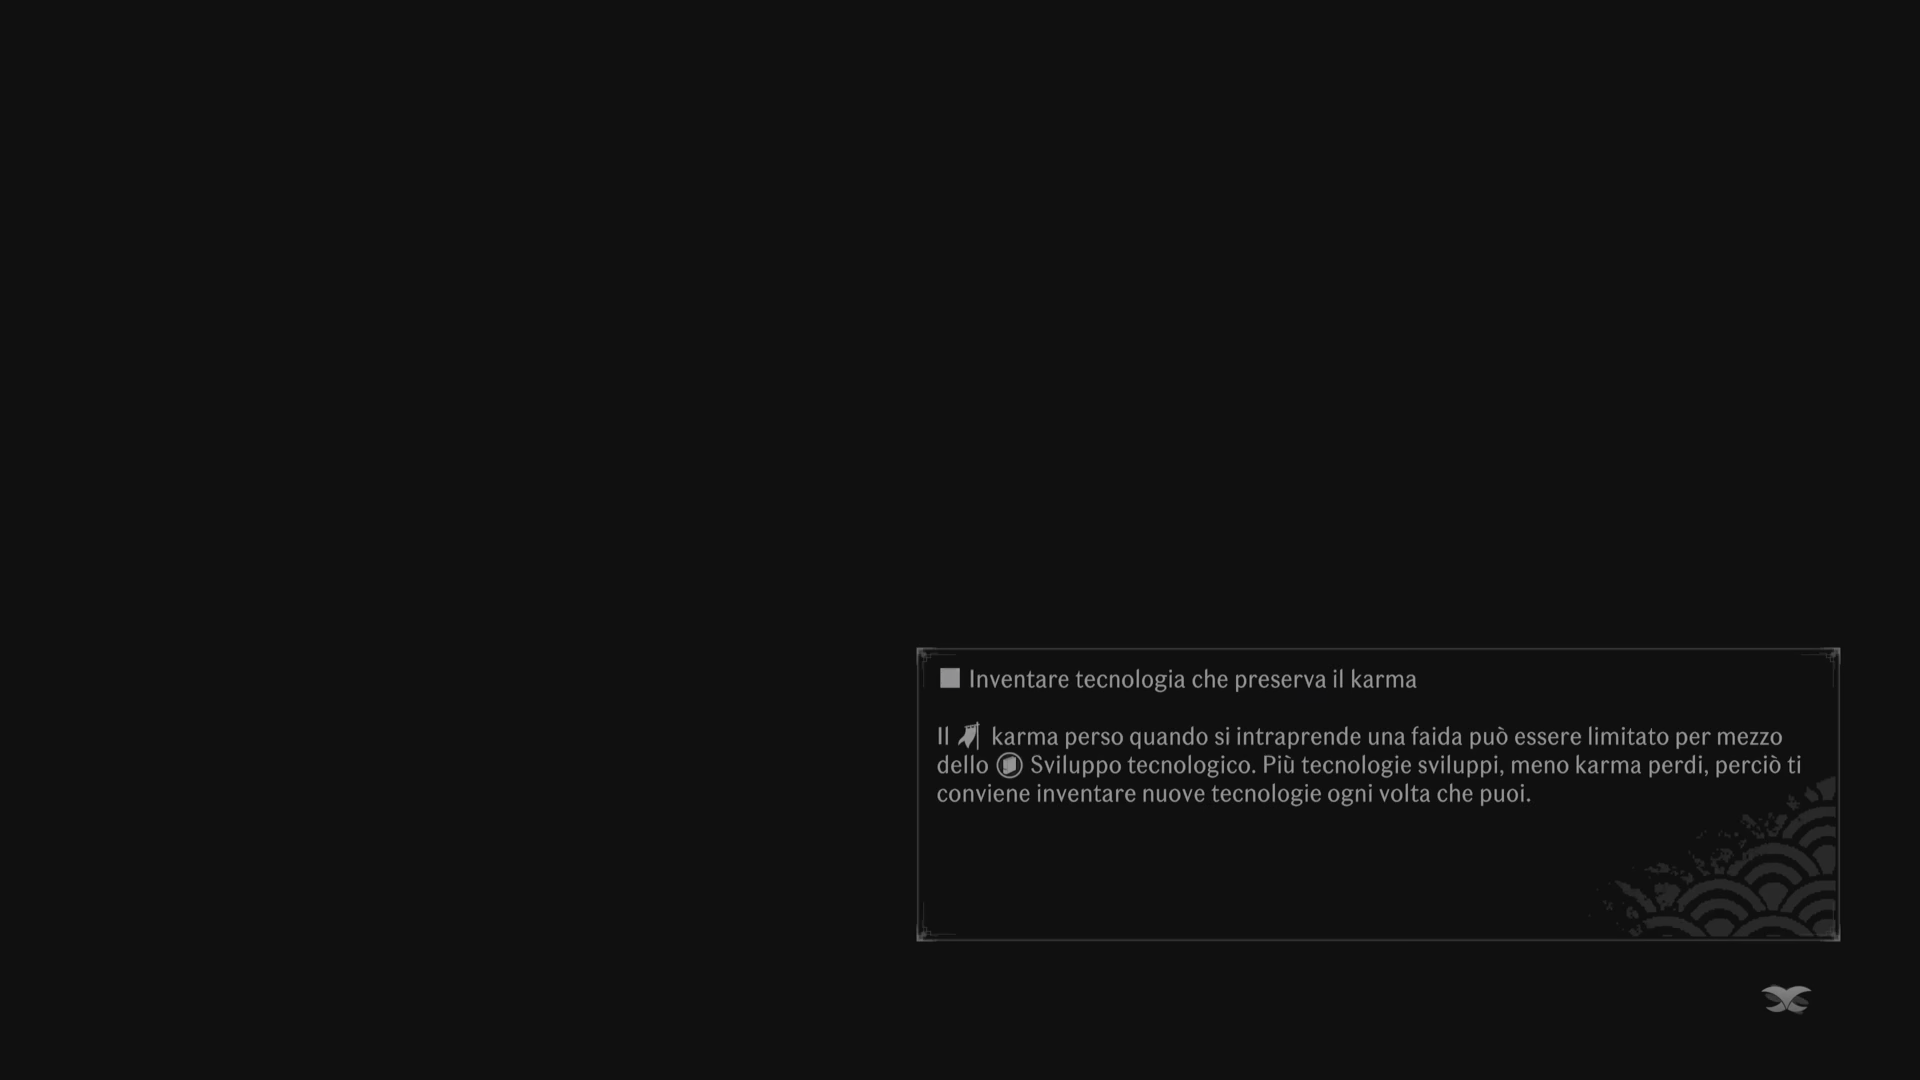 Inventare tecnologia che preserva il karma
Il karma perso quando si intraprende una faida può essere limitato per mezzo
dello Sviluppo tecnologico. Più tecnologie sviluppi, meno karma perdi, perciò ti
conviene inventare nuove tecnologie ogni volta che puoi.